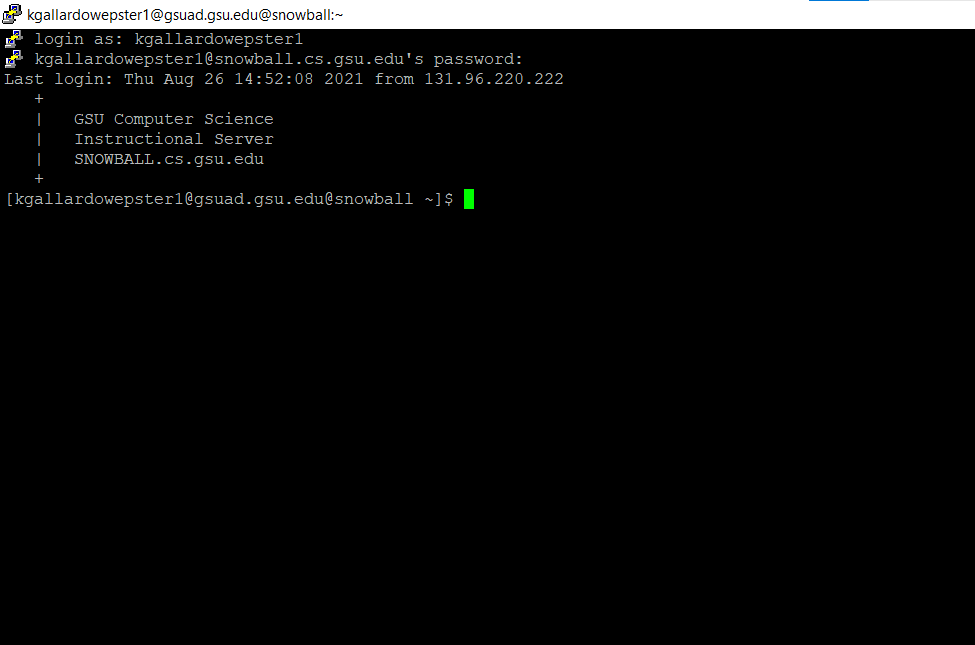 kgallardowepster1@gsuad.gsu.edu@snowball:~
login as: kgallardowepster1
kgallardowepster1@snowball.cs.gsu.edu's password:
Last login: Thu Aug 26 14:52:08 2021 from 131.96.220.222
+
|   GSU Computer Science
|   Instructional Server
|   SNOWBALL.cs.gsu.edu
+
[kgallardowepster1@gsuad.gsu.edu@snowball ~]$